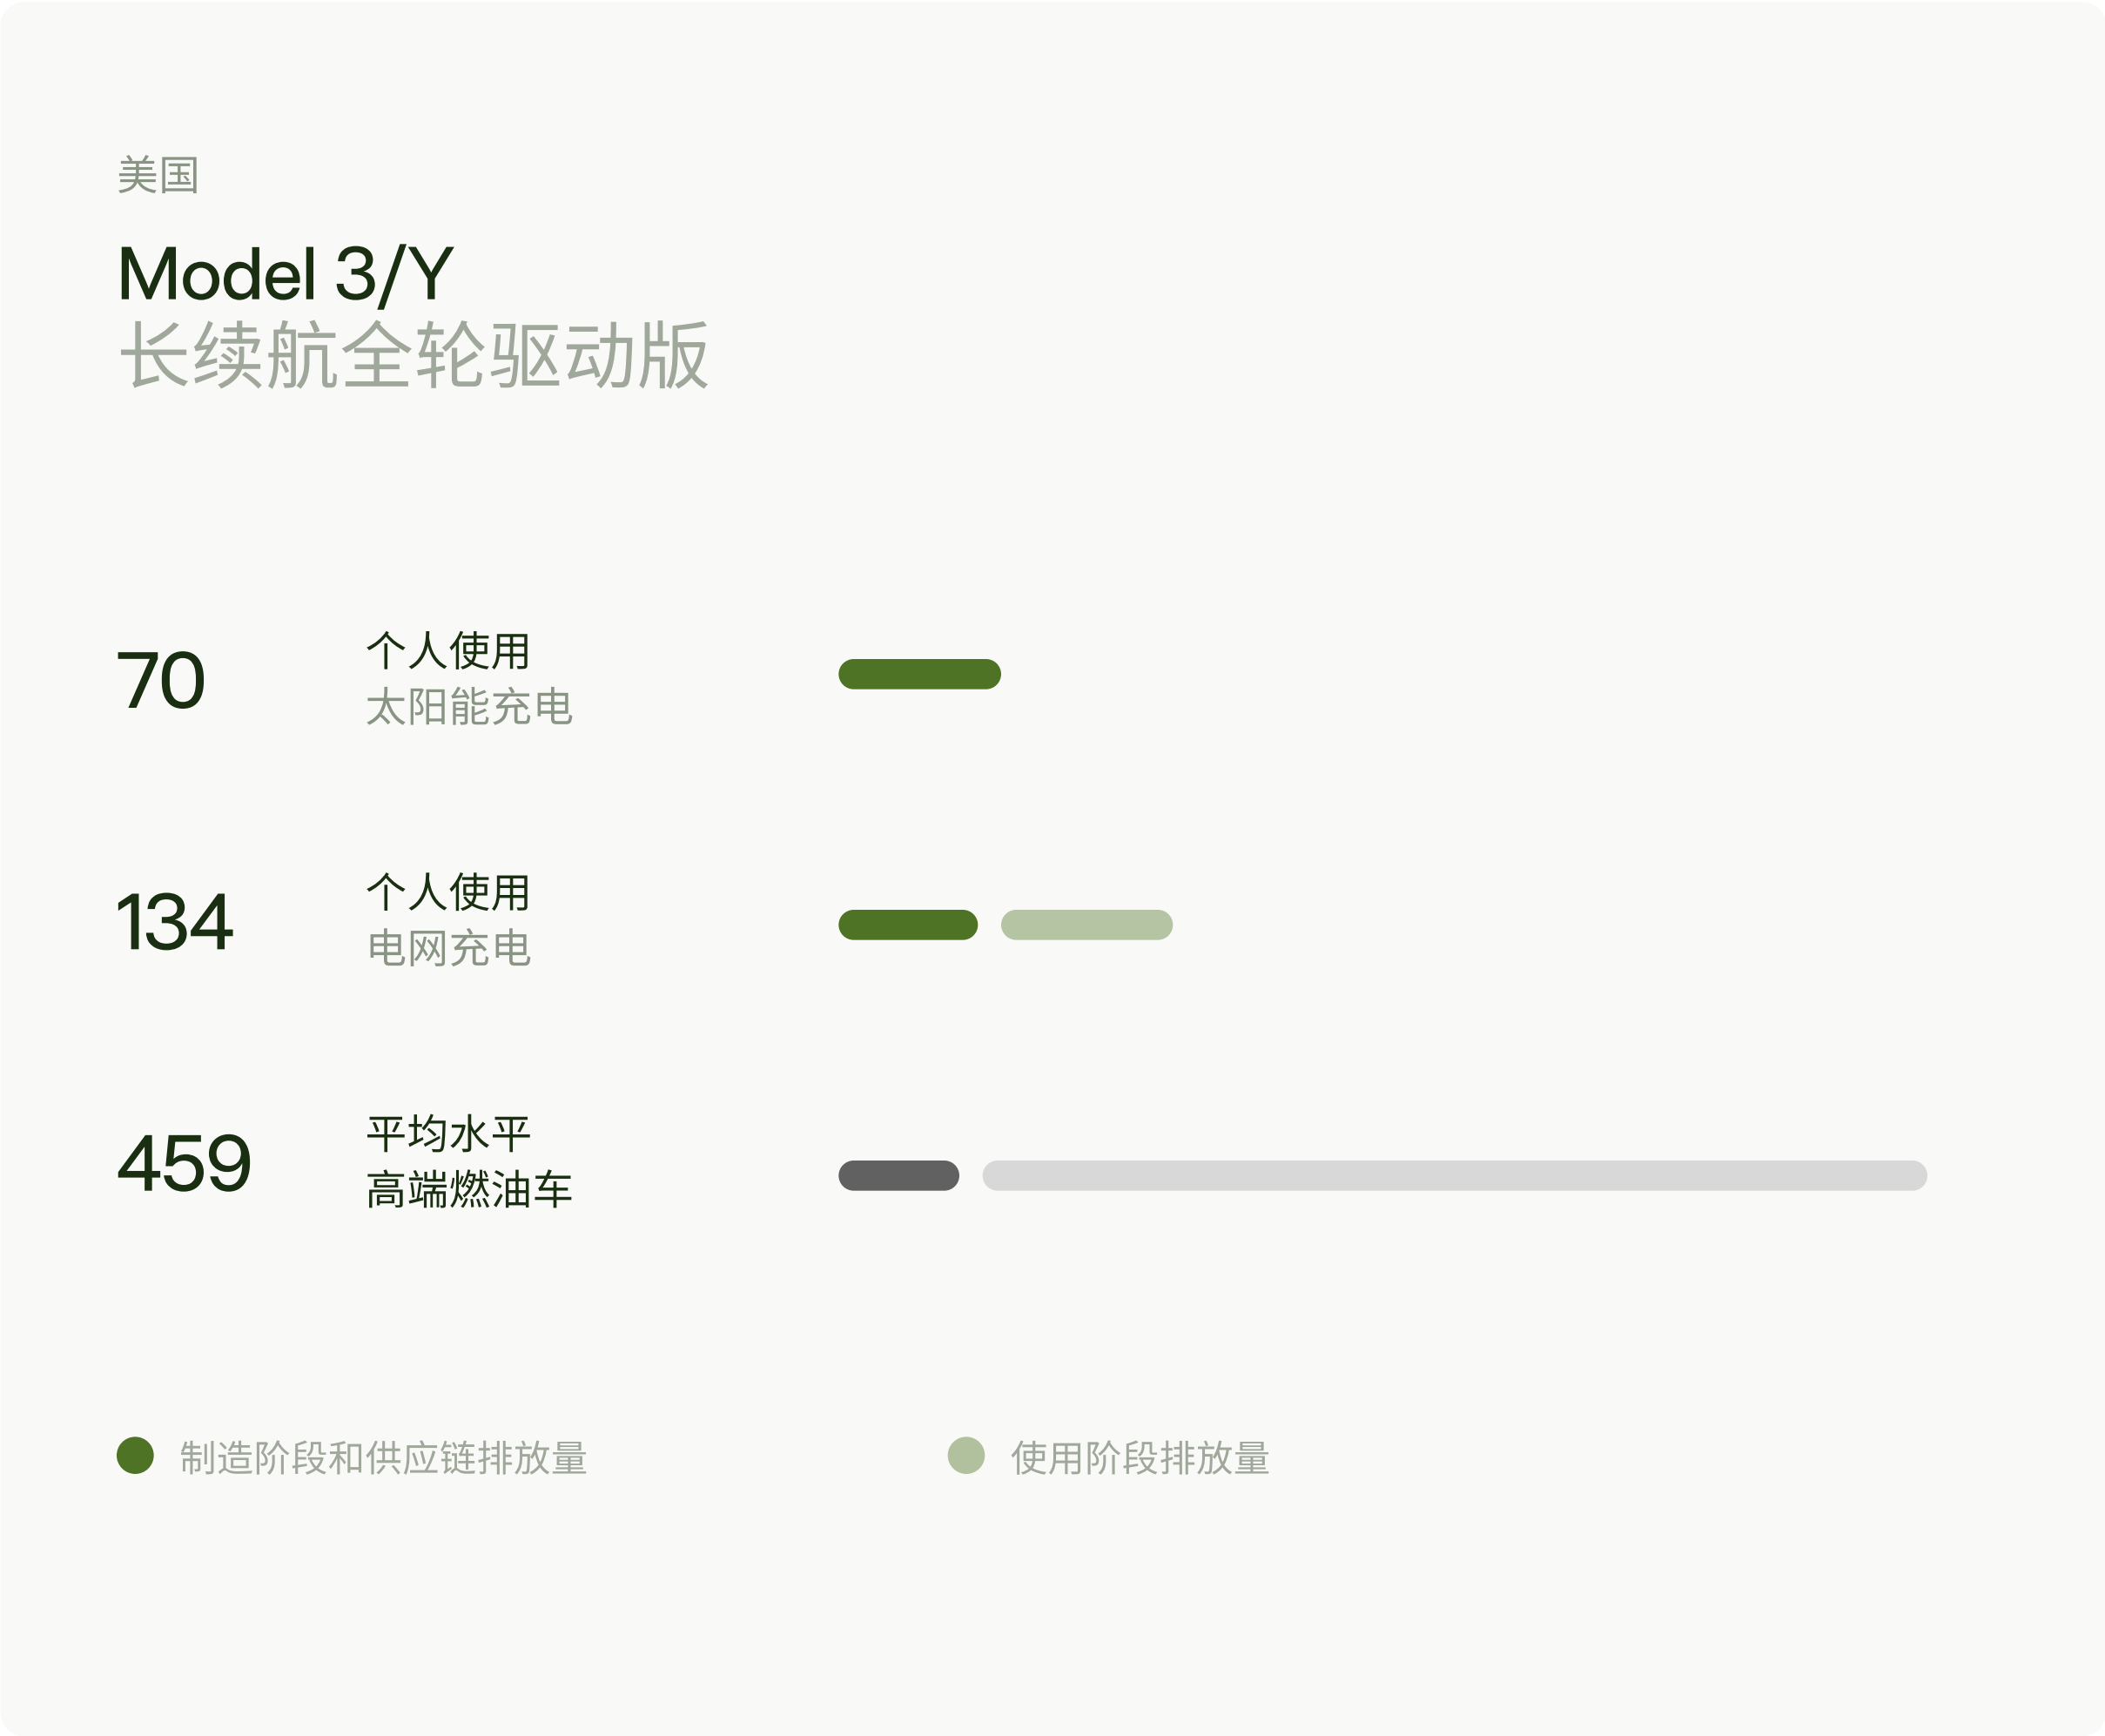 美国
Model 3/Y
长续航全轮驱动版
70
个人使用
太阳能充电
134
个人使用
电网充电
459
平均水平
高端燃油车
制造阶段和供应链排放量
使用阶段排放量